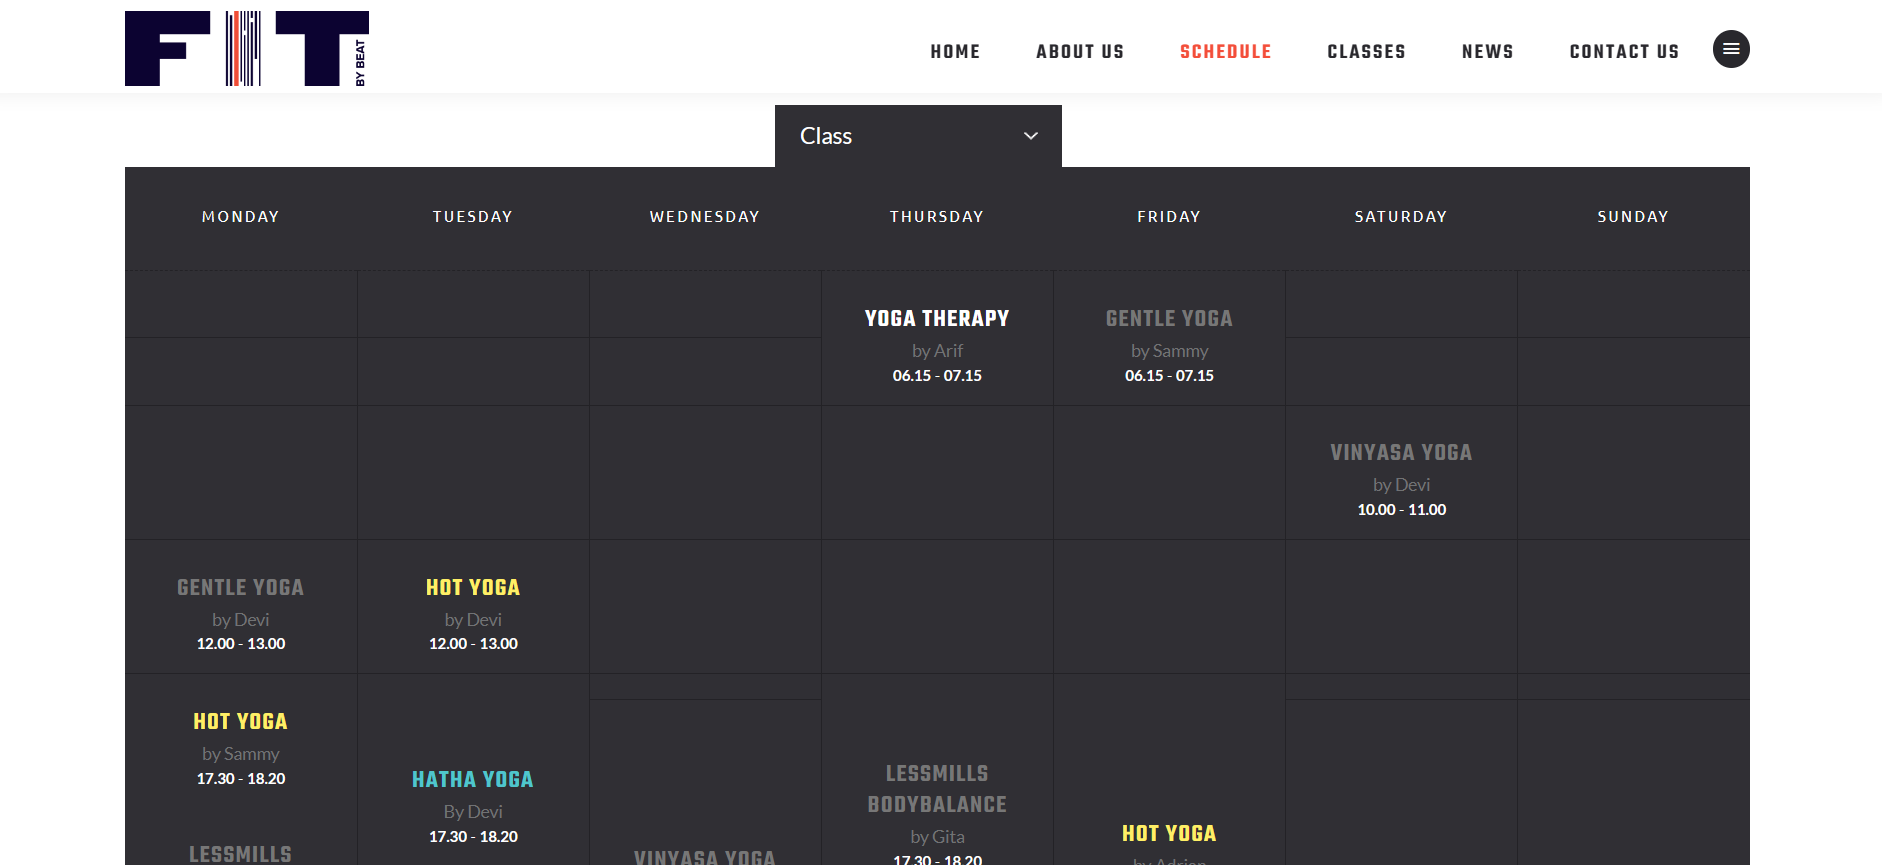 FIT
BY BEAT
HOME ABOUT US SCHEDULE CLASSES NEWS CONTACT US
Class
MONDAY TUESDAY WEDNESDAY THURSDAY FRIDAY SATURDAY SUNDAY
YOGA THERAPY
by Arif
06.15 - 07.15
GENTLE YOGA
by Sammy
06.15 - 07.15
VINYASA YOGA
by Devi
10.00 - 11.00
GENTLE YOGA
by Devi
12.00 - 13.00
HOT YOGA
by Devi
12.00 - 13.00
HOT YOGA
by Sammy
17.30 - 18.20
LESSMILLS
HATHA YOGA
By Devi
17.30 - 18.20
VINYASA YOGA
LESSMILLS
BODYBALANCE
by Gita
17.30 - 18.20
HOT YOGA
by Adrian